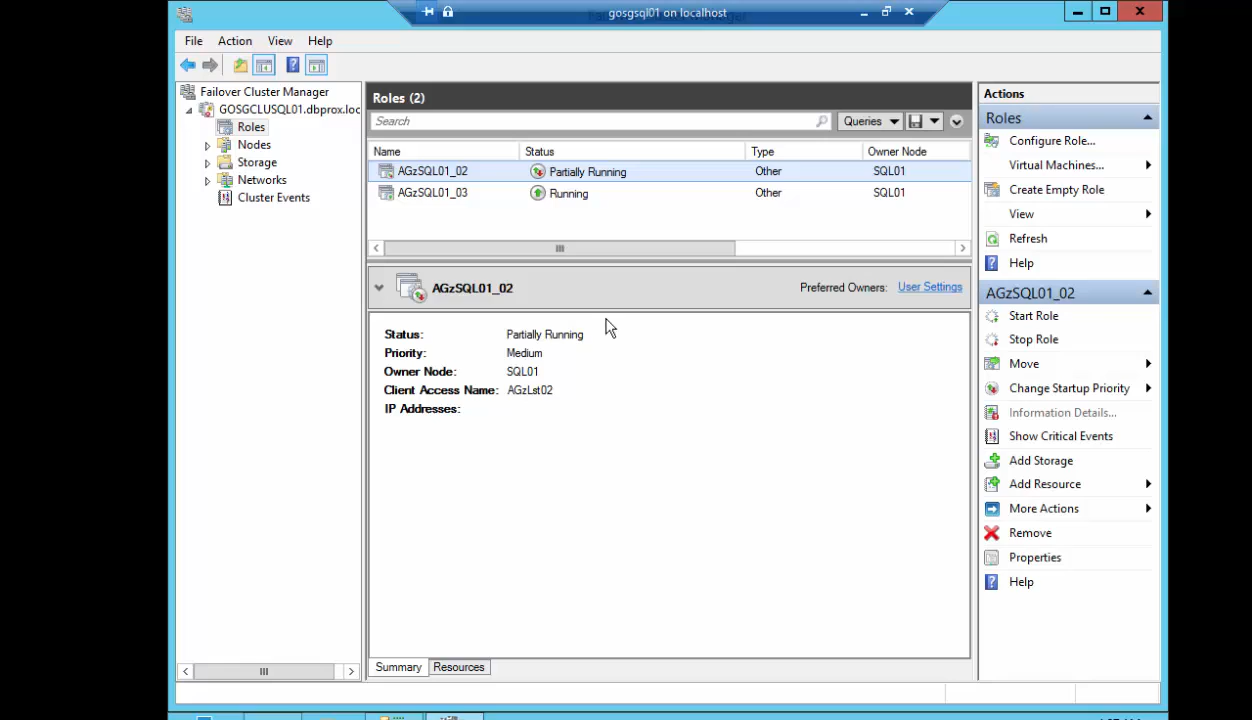 gosgsql01 on localhost
File Action View Help
Failover Cluster Manager
GOSGCLUSQL01.dbprox.loc
Roles
Nodes
Storage
Networks
Cluster Events
Roles (2)
Search
Queries
Name Status Type Owner Node
AGzSQL01_02 Partially Running Other SQL01
AGzSQL01_03 Running Other SQL01
AGzSQL01_02
Preferred Owners: User Settings
Status: Partially Running
Priority: Medium
Owner Node: SQL01
Client Access Name: AGzLst02
IP Addresses:
Summary Resources
Actions
Roles
Configure Role...
Virtual Machines...
Create Empty Role
View
Refresh
Help
AGzSQL01_02
Start Role
Stop Role
Move
Change Startup Priority
Information Details...
Show Critical Events
Add Storage
Add Resource
More Actions
Remove
Properties
Help